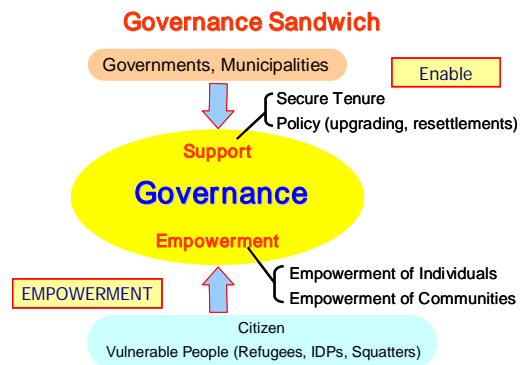 Governance Sandwich
Governments, Municipalities
Enable
Secure Tenure
Policy (upgrading, resettlements)
Support
Governance
Empowerment
Empowerment of Individuals
EMPOWERMENT
Empowerment of Communities
Citizen
Vulnerable People (Refugees, IDPs, Squatters)